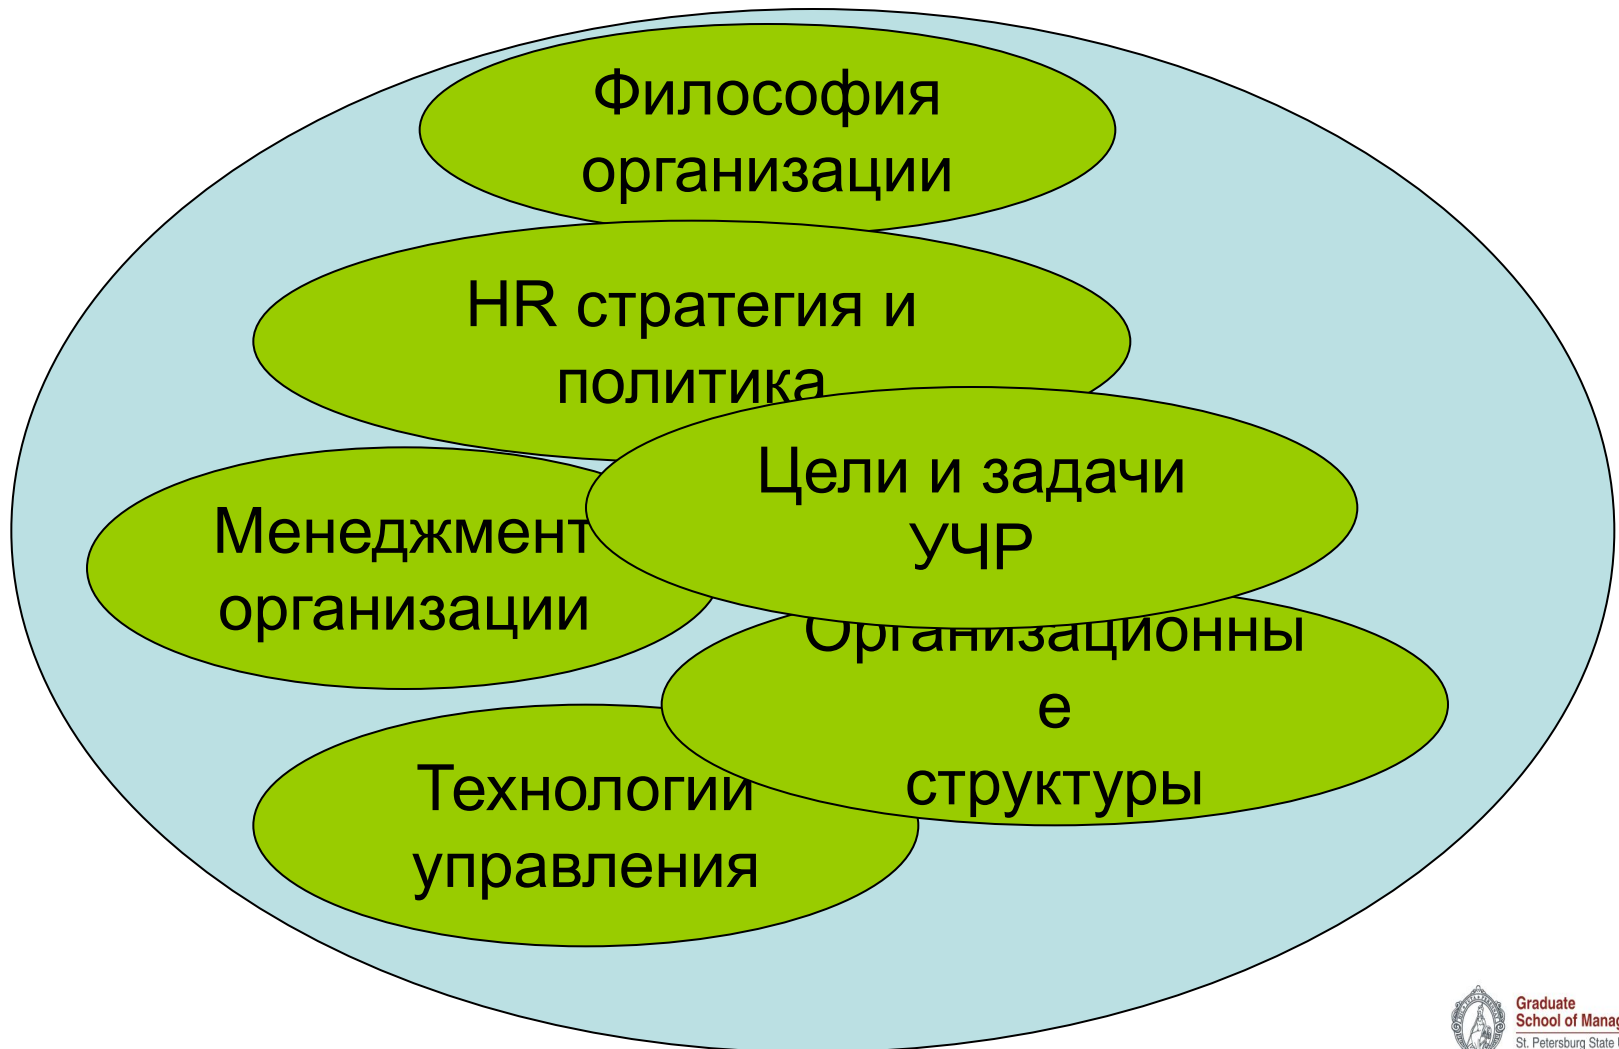 Философия
организации
HR стратегия и
политика
Цели и задачи
УЧР
Менеджмент
организации
Организационны
е
структуры
Технологии
управления
Graduate
School of Manag
St. Petersburg State